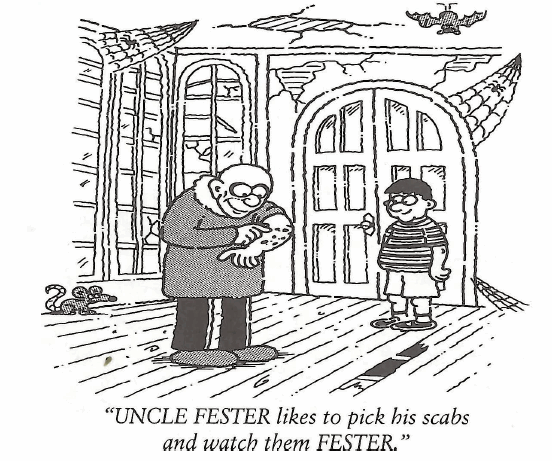 “UNCLE FESTER likes to pick his scabs
and watch them FESTER.”